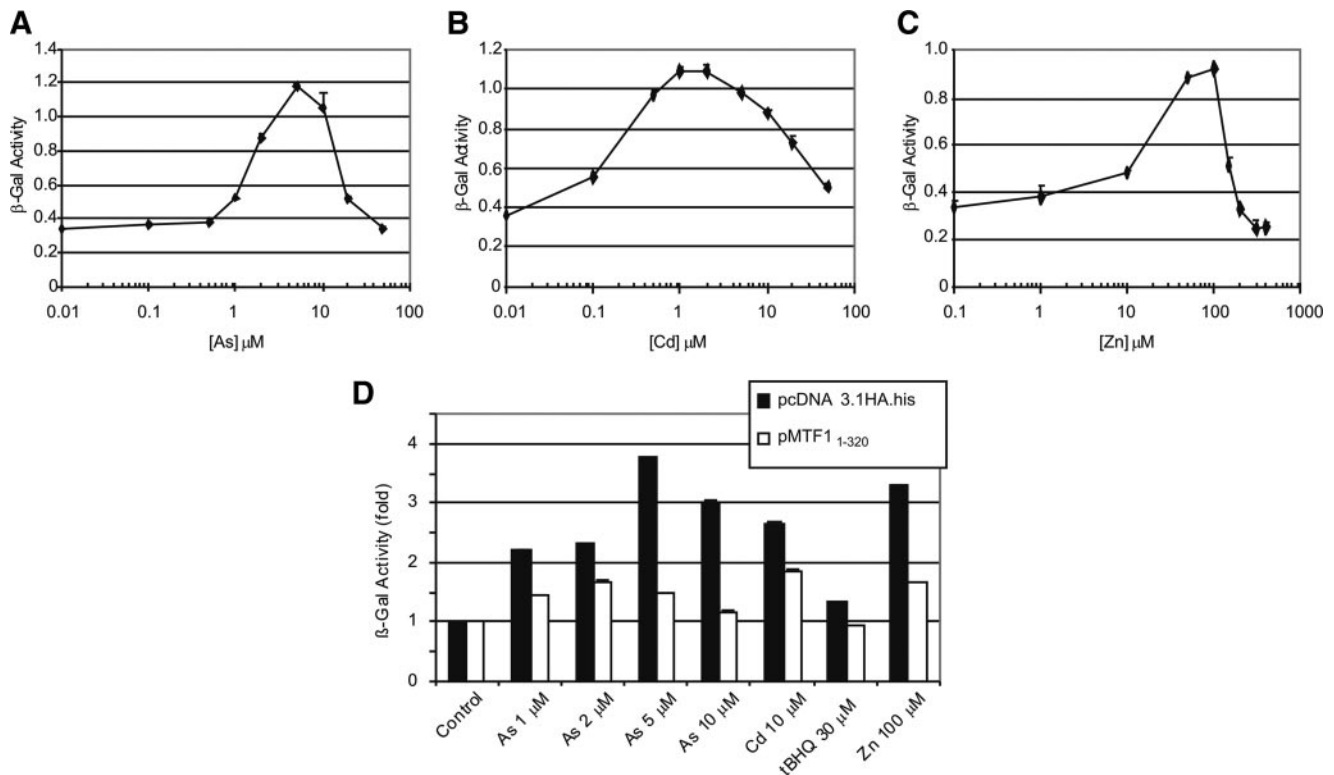 A
1.4
1.2
1.0
0.8
0.6
0.4
0.2
0
β-Gal Activity
0.01 0.1 1 10 100
[As] μM
B
1.2
1.0
0.8
0.6
0.4
0.2
0
β-Gal Activity
0.01 0.1 1 10 100
[Cd] μM
C
1.0
0.8
0.6
0.4
0.2
0
β-Gal Activity
0.1 1 10 100 1000
[Zn] μM
D
pcDNA 3.1HA.his
pMTF1 1-320
4
3
2
1
0
ß-Gal Activity (fold)
Control
As 1 μM
As 2 μM
As 5 μM
As 10 μM
Cd 10 μM
tBHQ 30 μM
Zn 100 μM